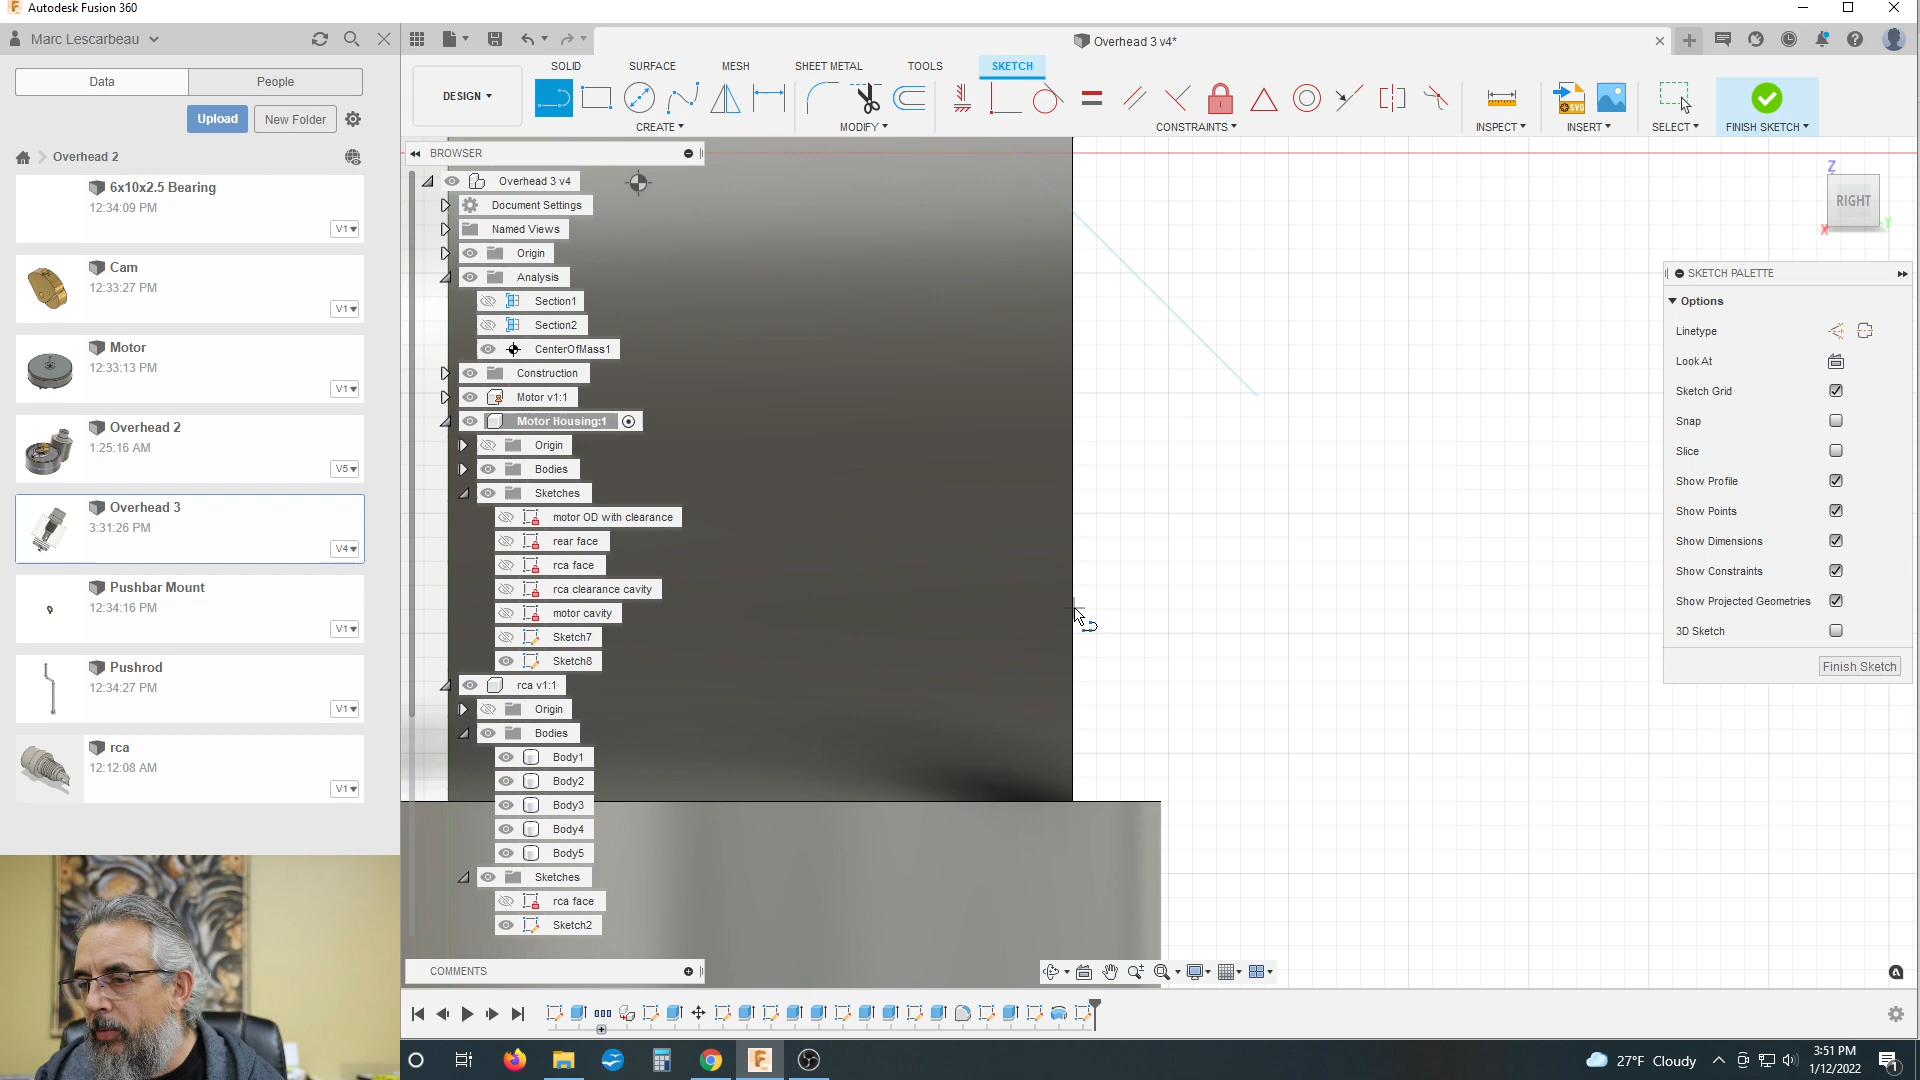 Autodesk Fusion 360
Marc Lescarbeau
Overhead 3 v4*
Data
People
Upload
New Folder
Overhead 2
6x10x2.5 Bearing
12:34:09 PM
V1
Cam
12:33:27 PM
V1
Motor
12:33:13 PM
V1
Overhead 2
1:25:16 AM
V5
Overhead 3
3:31:26 PM
V4
Pushbar Mount
12:34:16 PM
V1
Pushrod
12:34:27 PM
V1
rca
12:12:08 AM
V1
DESIGN
SOLID
SURFACE
MESH
SHEET METAL
TOOLS
SKETCH
CREATE
MODIFY
CONSTRAINTS
INSPECT
INSERT
SELECT
FINISH SKETCH
SVG
BROWSER
Overhead 3 v4
Document Settings
Named Views
Origin
Analysis
Section1
Section2
CenterOfMass1
Construction
Motor v1:1
Motor Housing:1
Origin
Bodies
Sketches
motor OD with clearance
rear face
rca face
rca clearance cavity
motor cavity
Sketch7
Sketch8
rca v1:1
Origin
Bodies
Body1
Body2
Body3
Body4
Body5
Sketches
rca face
Sketch2
COMMENTS
Z
RIGHT
X
Y
SKETCH PALETTE
Options
Linetype
Look At
Sketch Grid
Snap
Slice
Show Profile
Show Points
Show Dimensions
Show Constraints
Show Projected Geometries
3D Sketch
Finish Sketch
27°F Cloudy
3:51 PM
1/12/2022
1